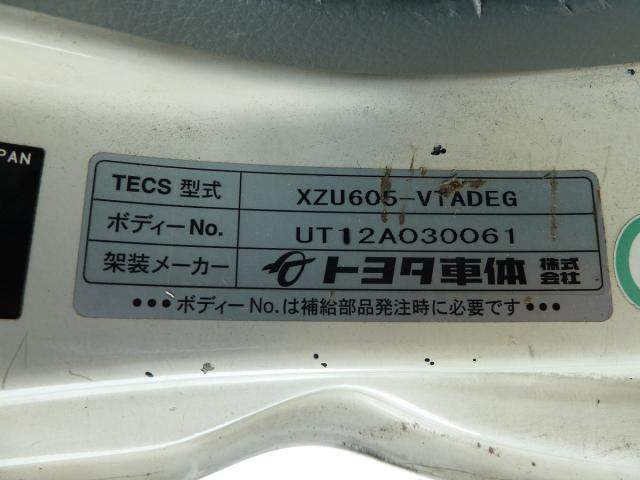 PAN
TECS 型式 XZU605-VTADEG
ボディーNo. UT12A030061
架装メーカー トヨタ車体 株式会社
●●●ボディーNo.は補給部品発注時に必要です●●●